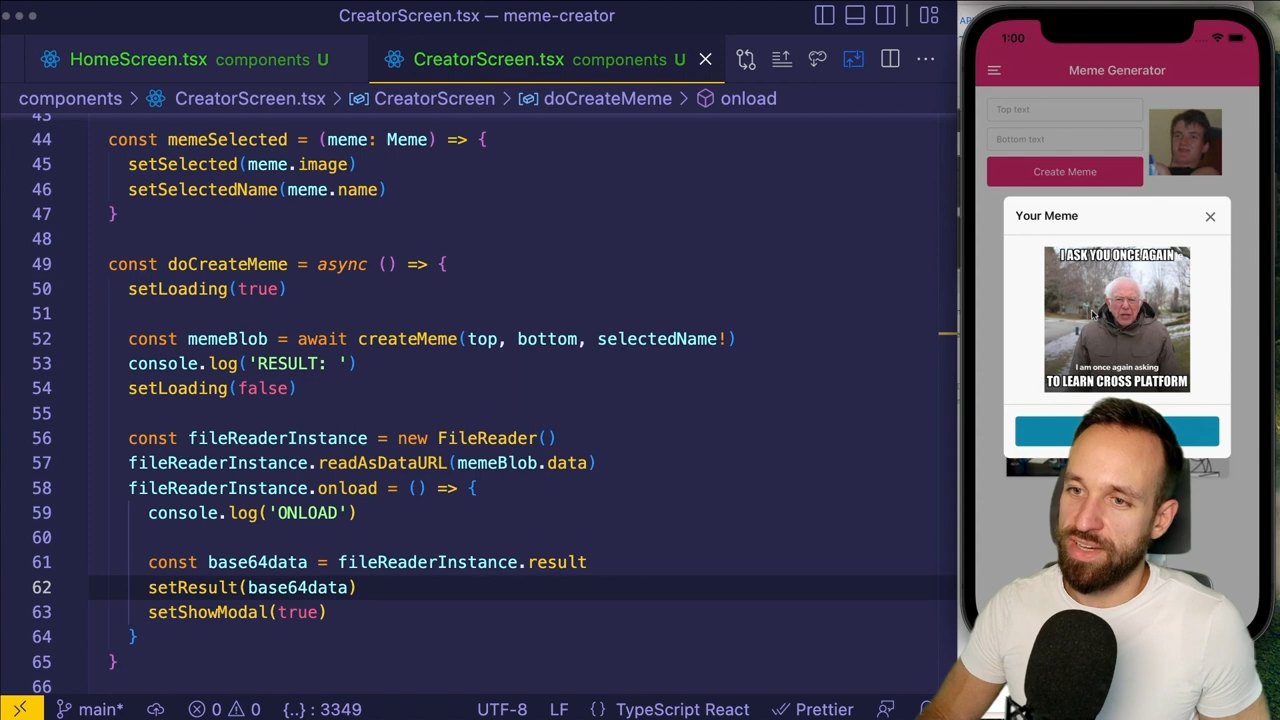 CreatorScreen.tsx — meme-creator
HomeScreen.tsx components U
CreatorScreen.tsx components U
components > CreatorScreen.tsx > CreatorScreen > doCreateMeme > onload
43
44 const memeSelected = (meme: Meme) => {
45 setSelected(meme.image)
46 setSelectedName(meme.name)
47 }
48
49 const doCreateMeme = async () => {
50 setLoading(true)
51
52 const memeBlob = await createMeme(top, bottom, selectedName!)
53 console.log('RESULT: ')
54 setLoading(false)
55
56 const fileReaderInstance = new FileReader()
57 fileReaderInstance.readAsDataURL(memeBlob.data)
58 fileReaderInstance.onload = () => {
59 console.log('ONLOAD')
60
61 const base64data = fileReaderInstance.result
62 setResult(base64data)
63 setShowModal(true)
64 }
65 }
66
main* 0 0 {..} : 3349 UTF-8 LF {} TypeScript React Prettier
1:00
Meme Generator
Top text
Bottom text
Create Meme
Your Meme
I ASK YOU ONCE AGAIN
I am once again asking
TO LEARN CROSS PLATFORM